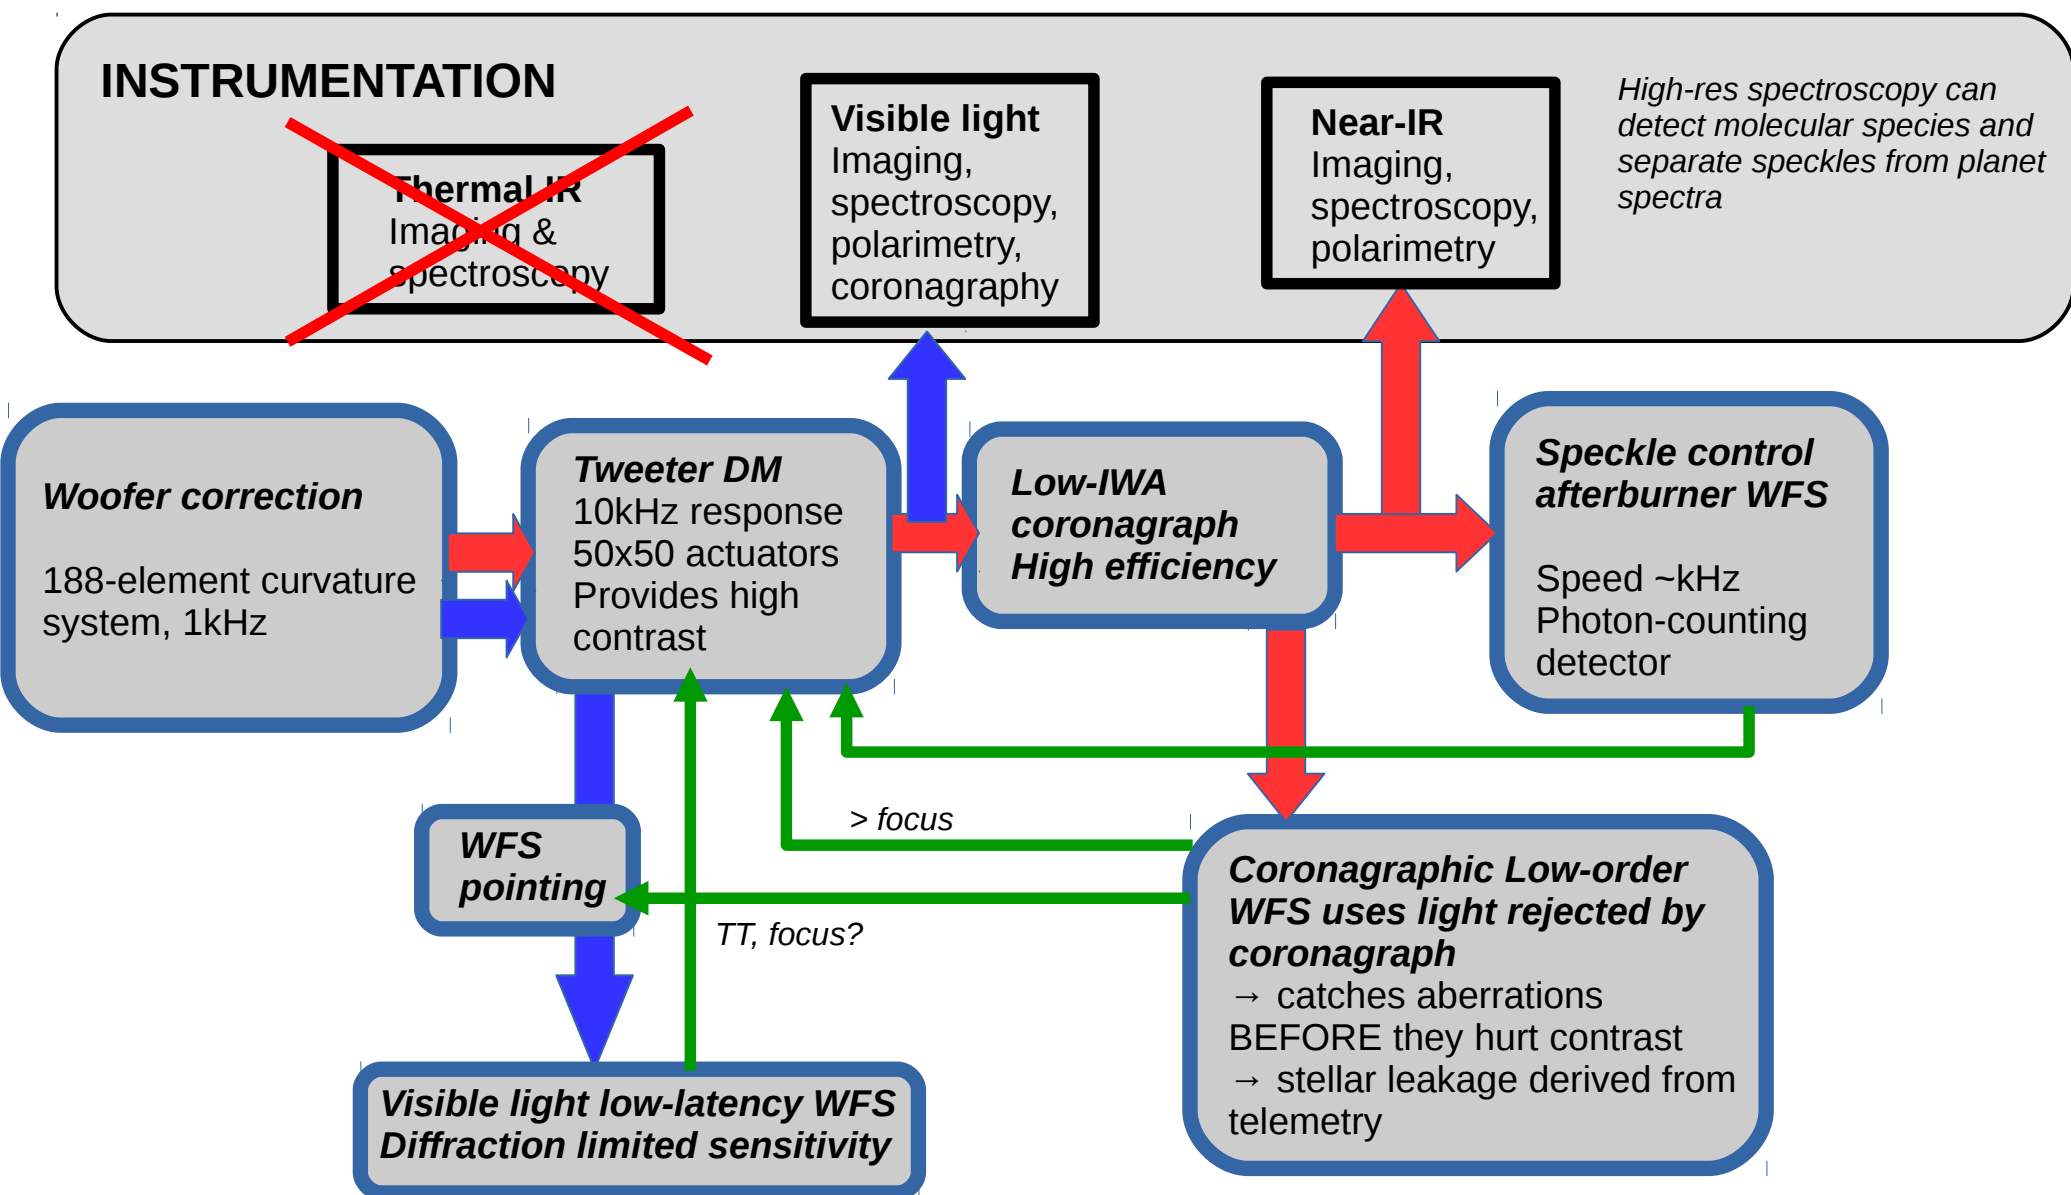 INSTRUMENTATION
Thermal IR
Imaging &
spectroscopy
Visible light
Imaging,
spectroscopy,
polarimetry,
coronagraphy
Near-IR
Imaging,
spectroscopy,
polarimetry
High-res spectroscopy can
detect molecular species and
separate speckles from planet
spectra
Woofer correction
188-element curvature
system, 1kHz
Tweeter DM
10kHz response
50x50 actuators
Provides high
contrast
Low-IWA
coronagraph
High efficiency
Speckle control
afterburner WFS
Speed ~kHz
Photon-counting
detector
> focus
WFS
pointing
TT, focus?
Coronagraphic Low-order
WFS uses light rejected by
coronagraph
→ catches aberrations
BEFORE they hurt contrast
→ stellar leakage derived from
telemetry
Visible light low-latency WFS
Diffraction limited sensitivity